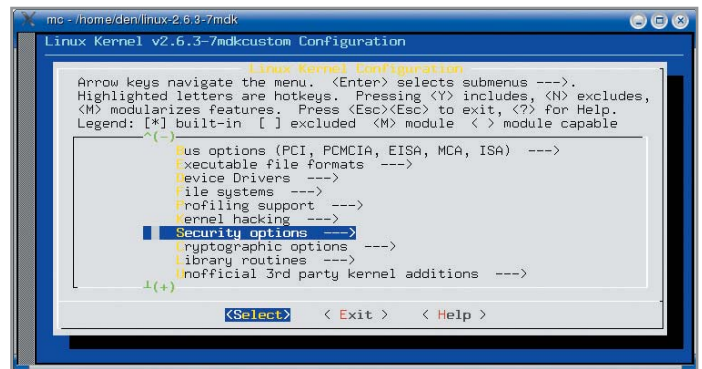 mc - /home/den/linux-2.6.3-7mdk
Linux Kernel v2.6.3-7mdkcustom Configuration
Linux Kernel Configuration
Arrow keys navigate the menu. <Enter> selects submenus --->.
Highlighted letters are hotkeys. Pressing <Y> includes, <N> excludes,
<M> modularizes features. Press <Esc><Esc> to exit, <?> for Help.
Legend: [*] built-in [ ] excluded <M> module < > module capable
^(-)
Bus options (PCI, PCMCIA, EISA, MCA, ISA) --->
Executable file formats --->
Device Drivers --->
File systems --->
Profiling support --->
Kernel hacking --->
Security options --->
Cryptographic options --->
Library routines --->
Unofficial 3rd party kernel additions --->
┴(+)
<Select> < Exit > < Help >